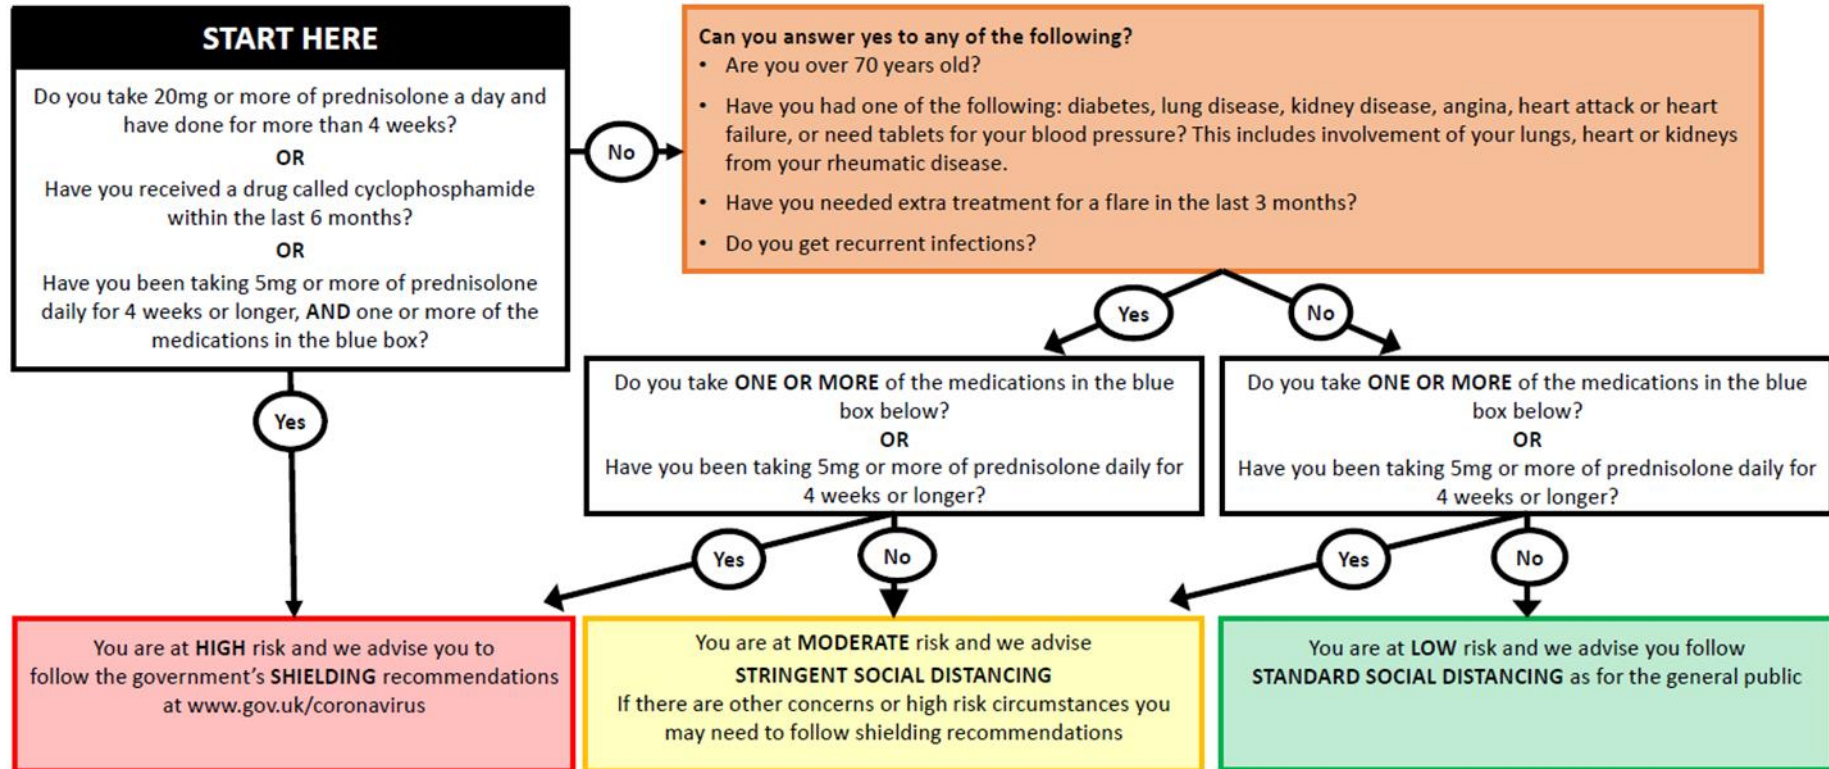 START HERE
Do you take 20mg or more of prednisolone a day and
have done for more than 4 weeks?
OR
Have you received a drug called cyclophosphamide
within the last 6 months?
OR
Have you been taking 5mg or more of prednisolone
daily for 4 weeks or longer, AND one or more of the
medications in the blue box?
No
Can you answer yes to any of the following?
• Are you over 70 years old?
• Have you had one of the following: diabetes, lung disease, kidney disease, angina, heart attack or heart
failure, or need tablets for your blood pressure? This includes involvement of your lungs, heart or kidneys
from your rheumatic disease.
• Have you needed extra treatment for a flare in the last 3 months?
• Do you get recurrent infections?
Yes
No
Yes
Do you take ONE OR MORE of the medications in the blue
box below?
OR
Have you been taking 5mg or more of prednisolone daily for
4 weeks or longer?
Do you take ONE OR MORE of the medications in the blue
box below?
OR
Have you been taking 5mg or more of prednisolone daily for
4 weeks or longer?
Yes
No
Yes
No
You are at HIGH risk and we advise you to
follow the government's SHIELDING recommendations
at www.gov.uk/coronavirus
You are at MODERATE risk and we advise
STRINGENT SOCIAL DISTANCING
If there are other concerns or high risk circumstances you
may need to follow shielding recommendations
You are at LOW risk and we advise you follow
STANDARD SOCIAL DISTANCING as for the general public